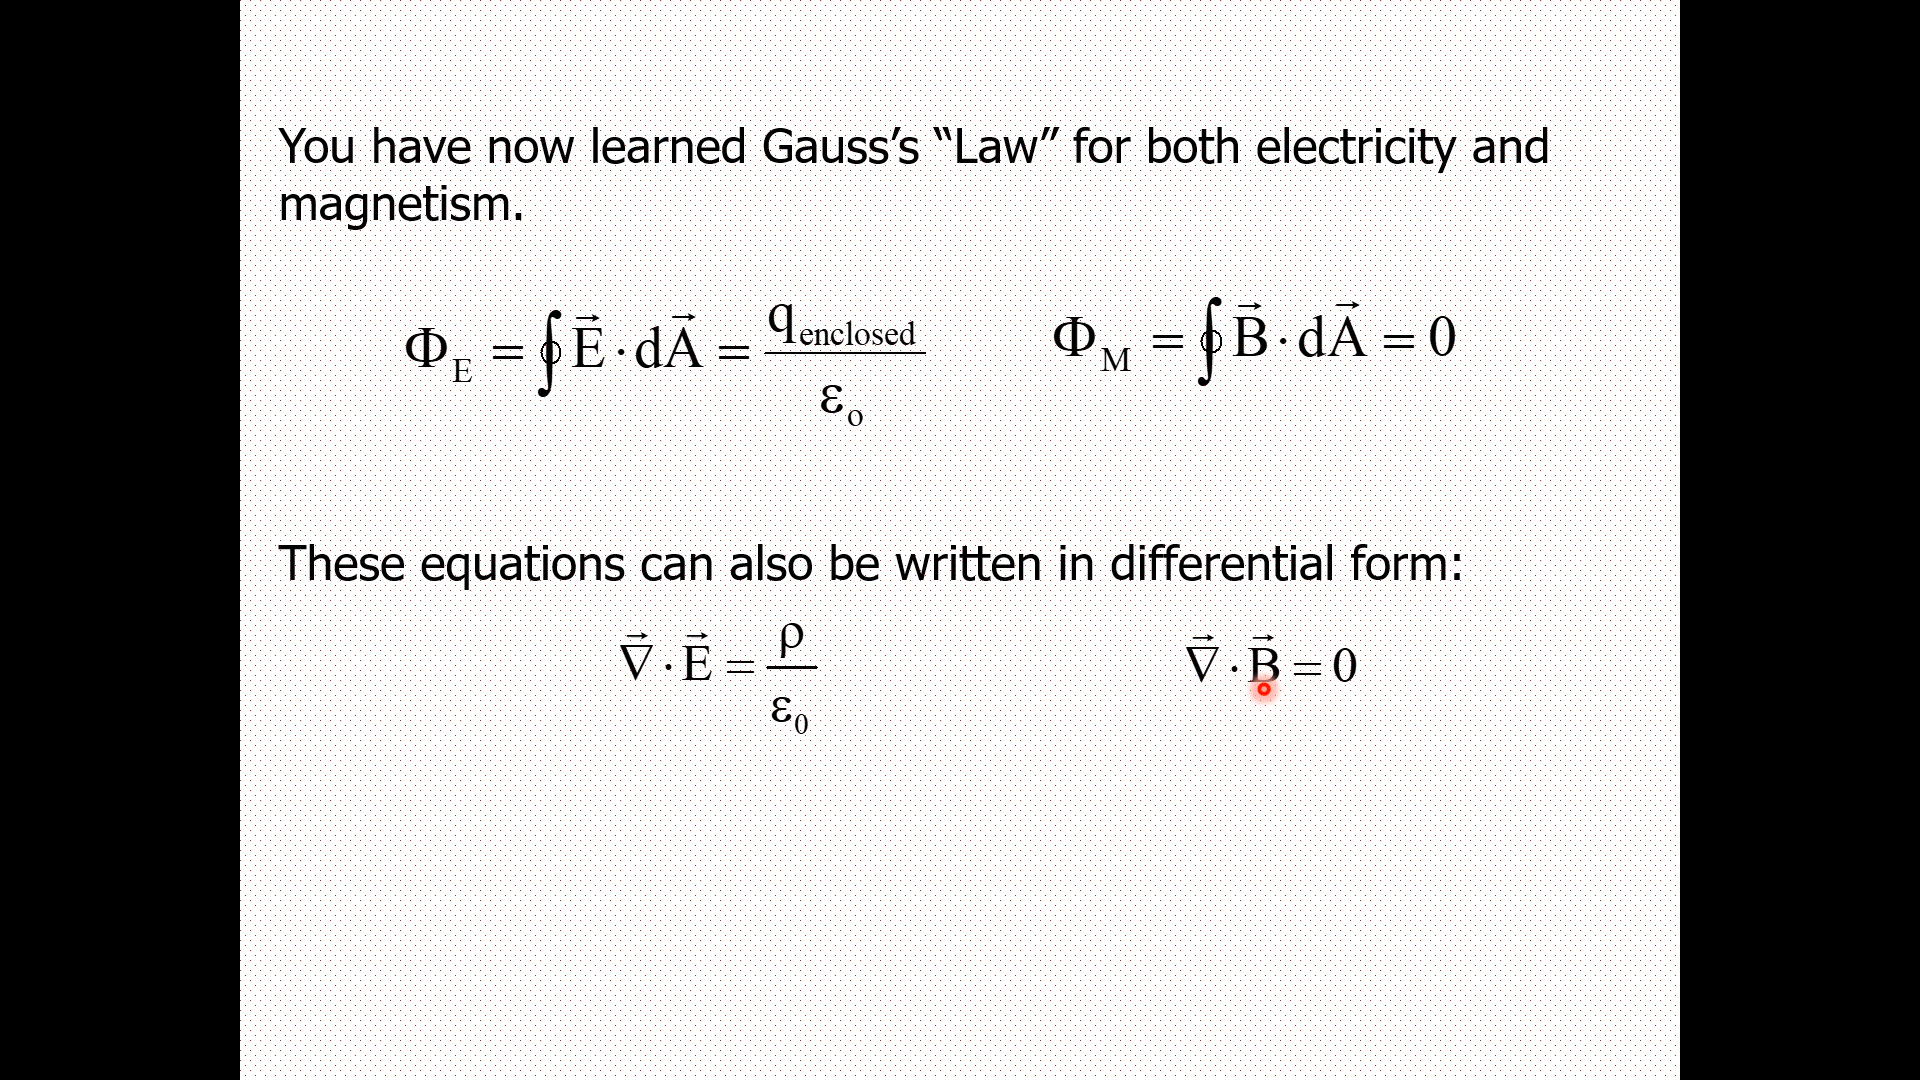 You have now learned Gauss’s “Law” for both electricity and
magnetism.
Φ_E = ∮ E⃗ · dA⃗ = q_enclosed / ε_o
Φ_M = ∮ B⃗ · dA⃗ = 0
These equations can also be written in differential form:
∇⃗ · E⃗ = ρ / ε_0
∇⃗ · B⃗ = 0